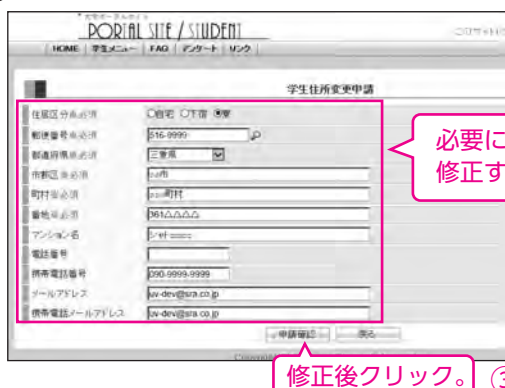 PORTAL SITE / STUDENT
HOME 学生メニュー FAQ アンケート リンク
学生住所変更申請
住居区分※必須 ○自宅 ○下宿 ◉寮
郵便番号※必須 516-9999
都道府県※必須 三重県
市郡区※必須 ○○市
町村※必須 ○○○町村
番地※必須 361△△△△
マンション名
電話番号
携帯電話番号 090-9999-9999
メールアドレス uv-dev@sra.co.jp
携帯電話メールアドレス uv-dev@sra.co.jp
申請確認 戻る
必要に
修正す
修正後クリック。
③